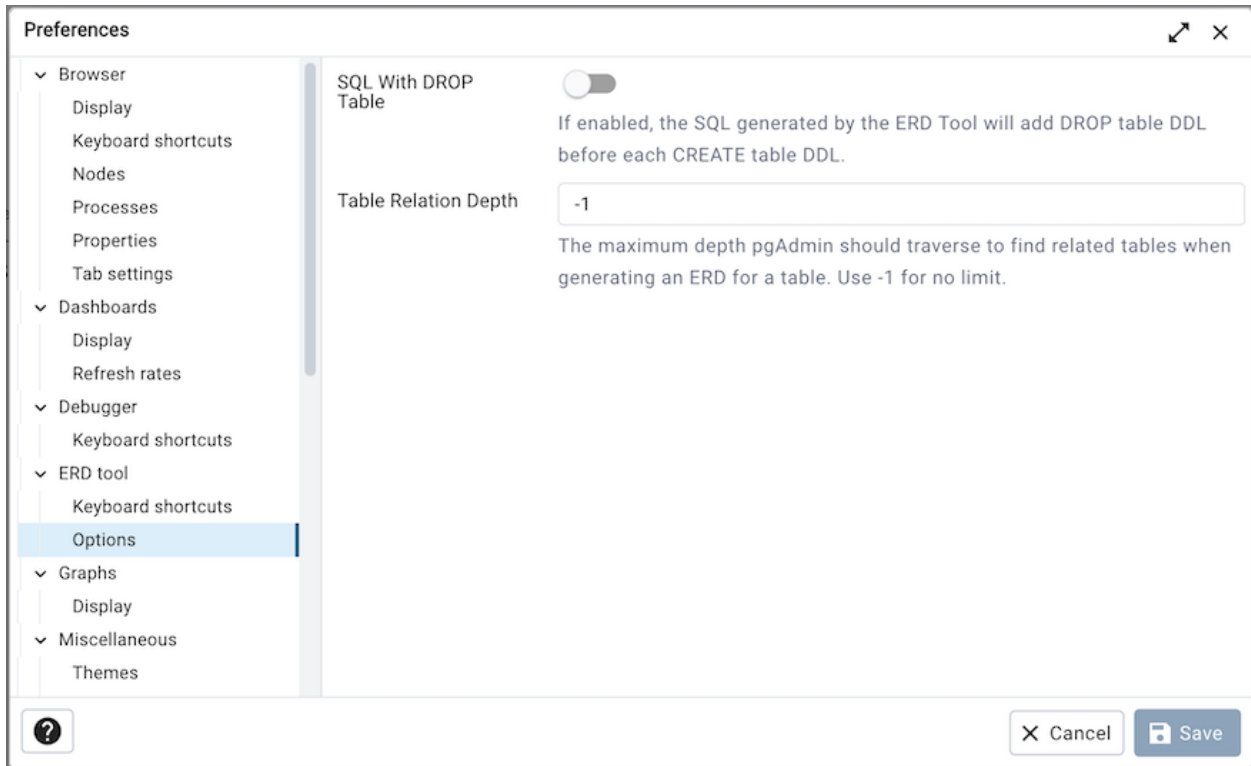 Preferences
Browser
Display
Keyboard shortcuts
Nodes
Processes
Properties
Tab settings
Dashboards
Display
Refresh rates
Debugger
Keyboard shortcuts
ERD tool
Keyboard shortcuts
Options
Graphs
Display
Miscellaneous
Themes
SQL With DROP
Table
If enabled, the SQL generated by the ERD Tool will add DROP table DDL
before each CREATE table DDL.
Table Relation Depth
-1
The maximum depth pgAdmin should traverse to find related tables when
generating an ERD for a table. Use -1 for no limit.
?
Cancel
Save